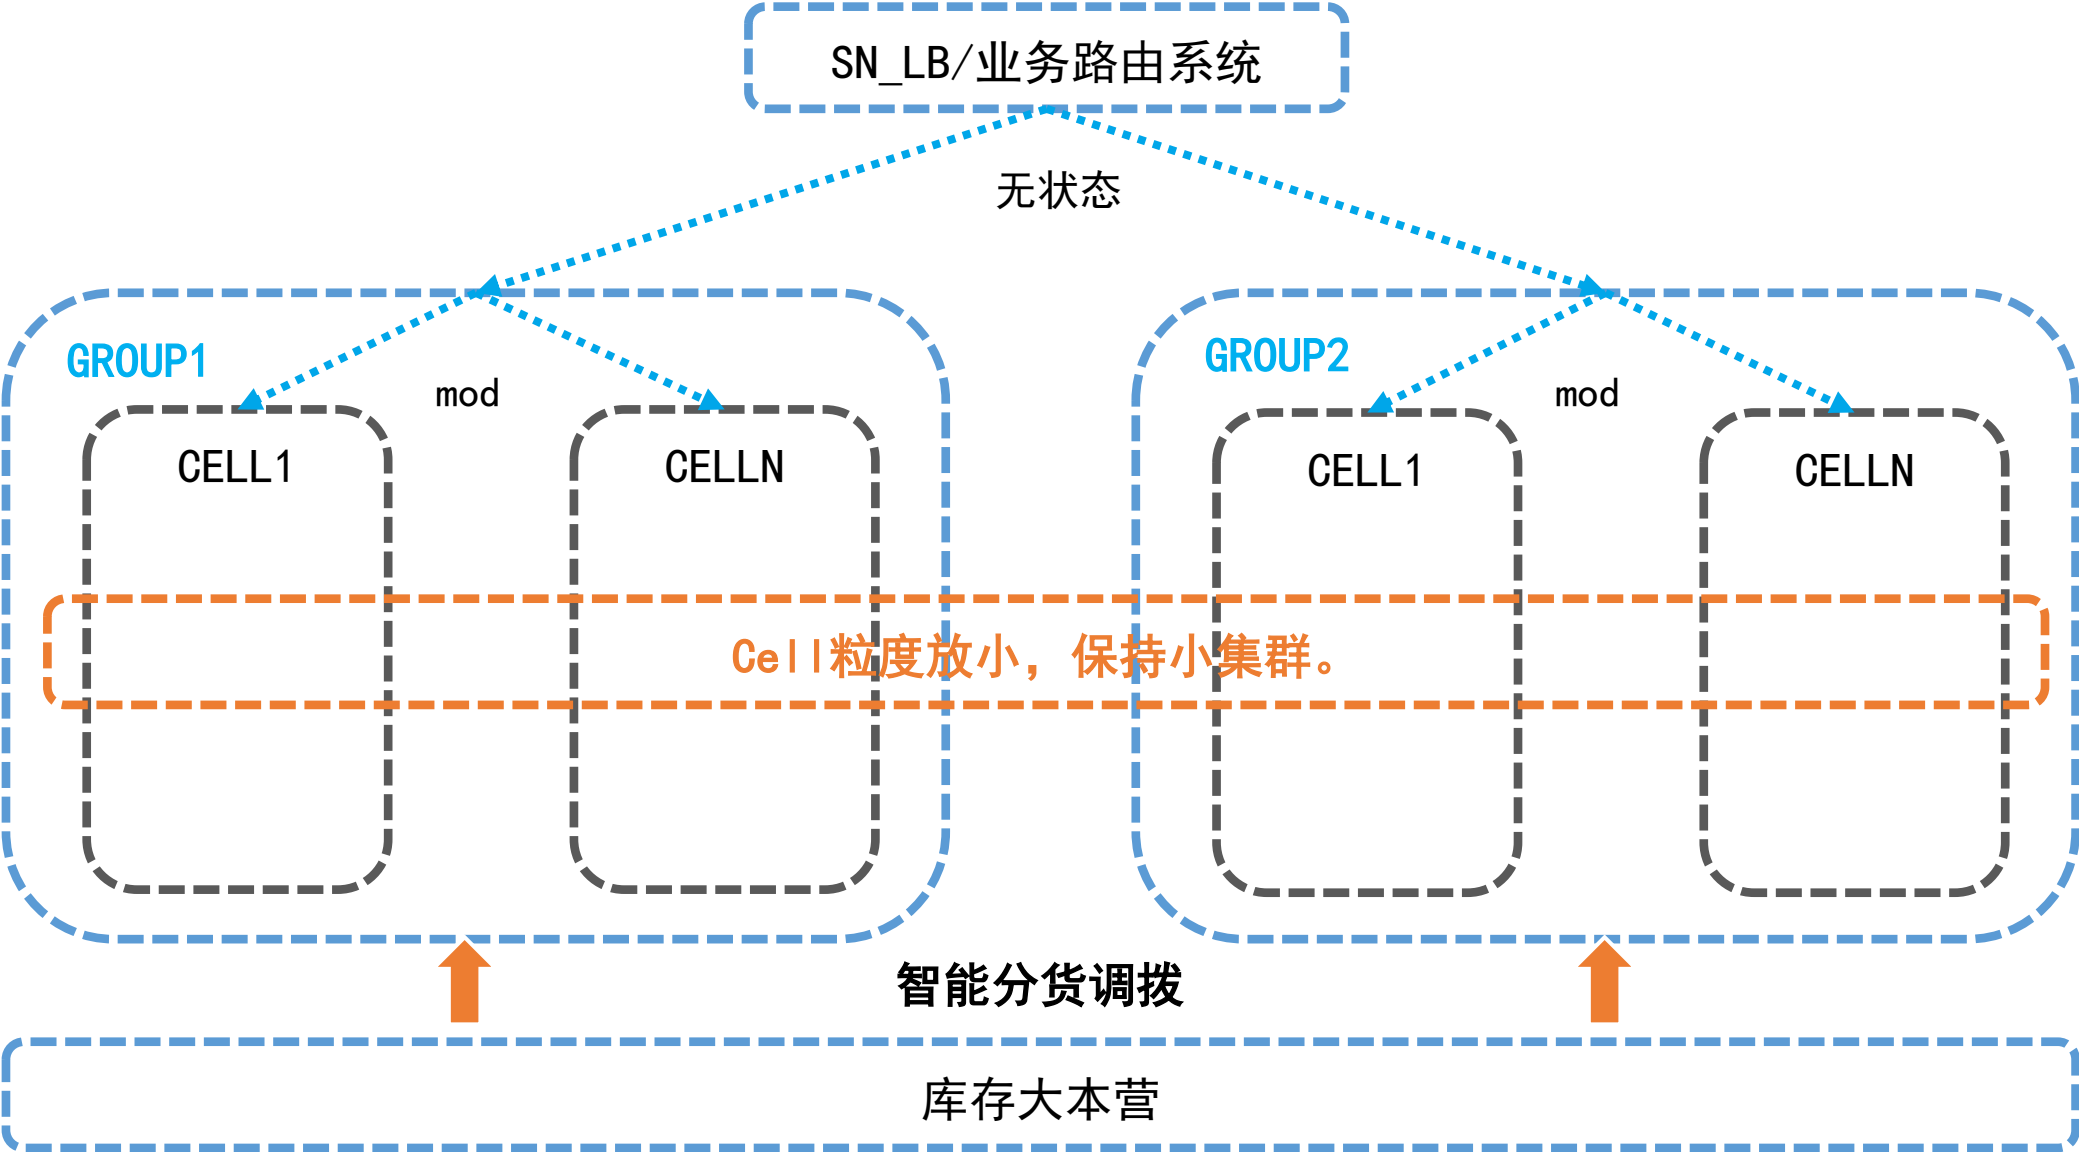 SN_LB/业务路由系统
无状态
GROUP1
mod
CELL1
CELLN
GROUP2
mod
CELL1
CELLN
Cell粒度放小，保持小集群。
智能分货调拨
库存大本营